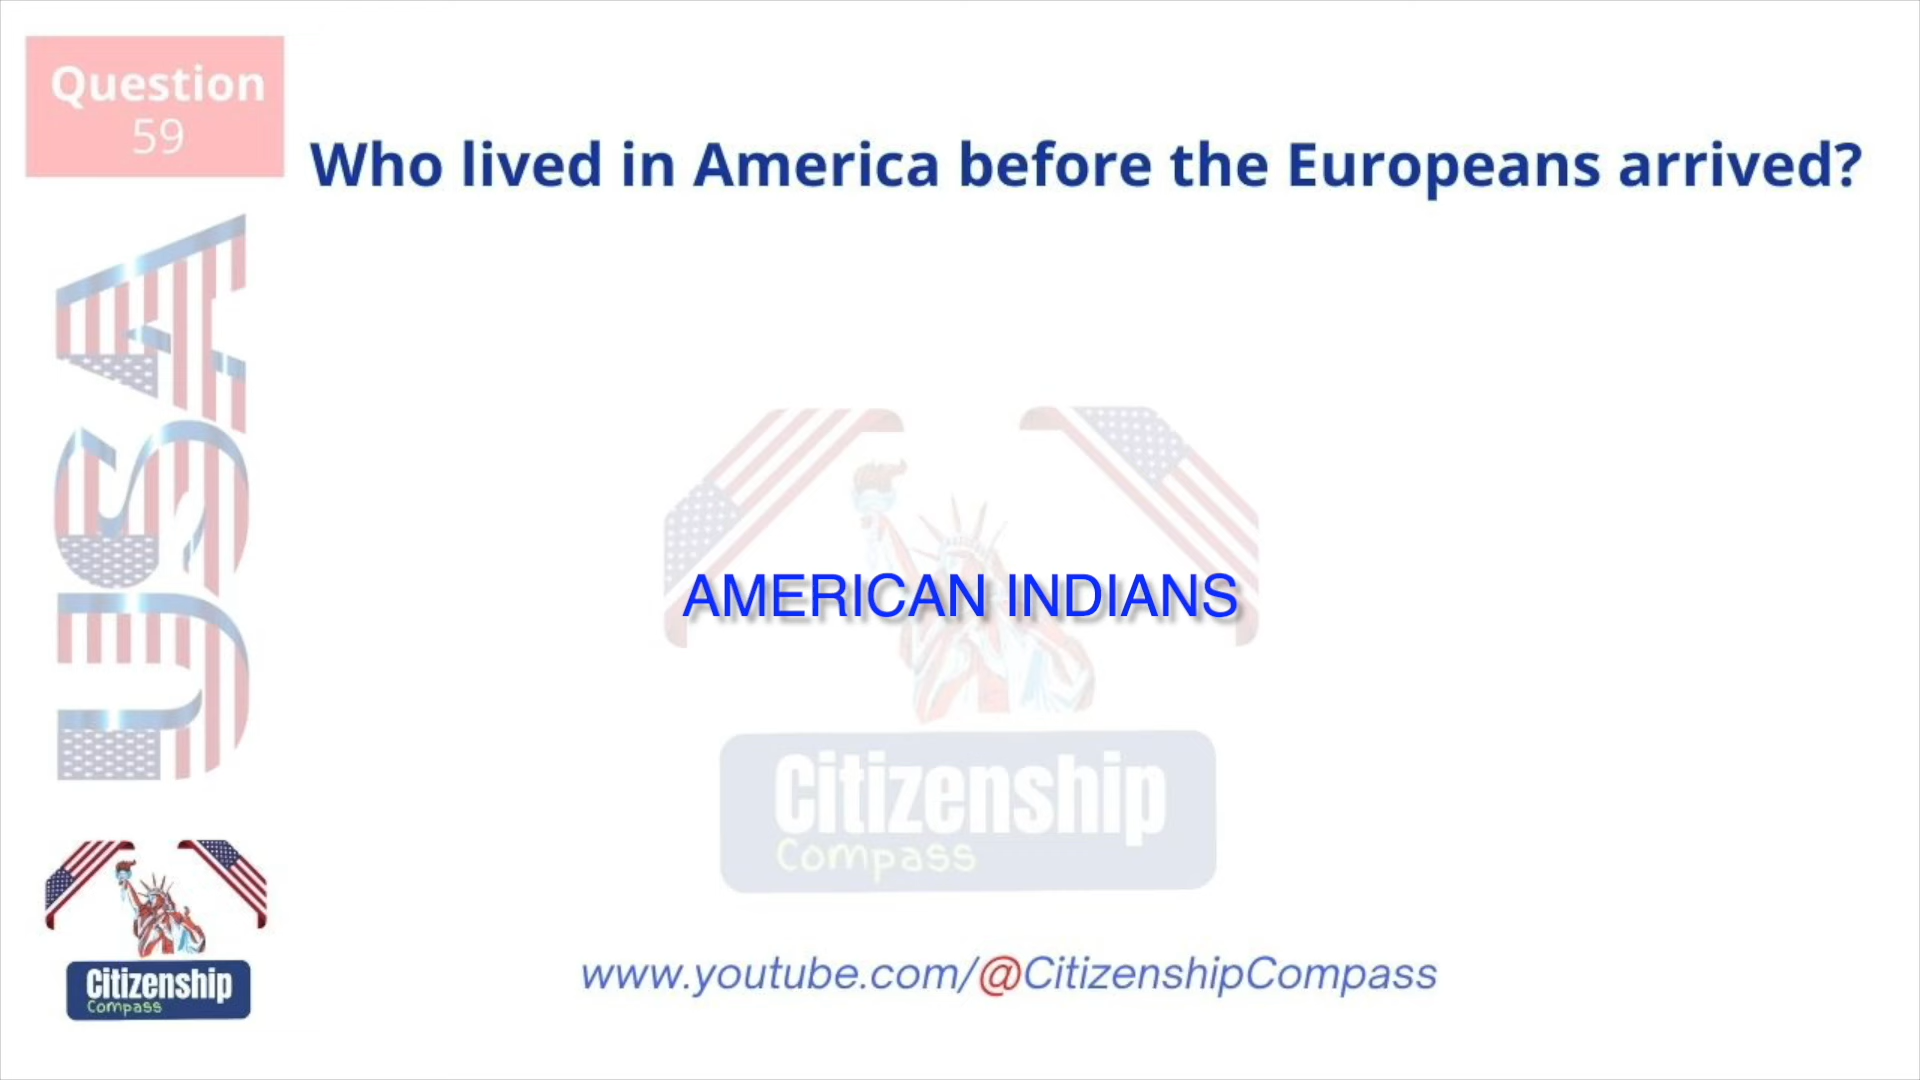 Question
59
Who lived in America before the Europeans arrived?
USA
AMERICAN INDIANS
Citizenship
Compass
Citizenship
Compass
www.youtube.com/@CitizenshipCompass